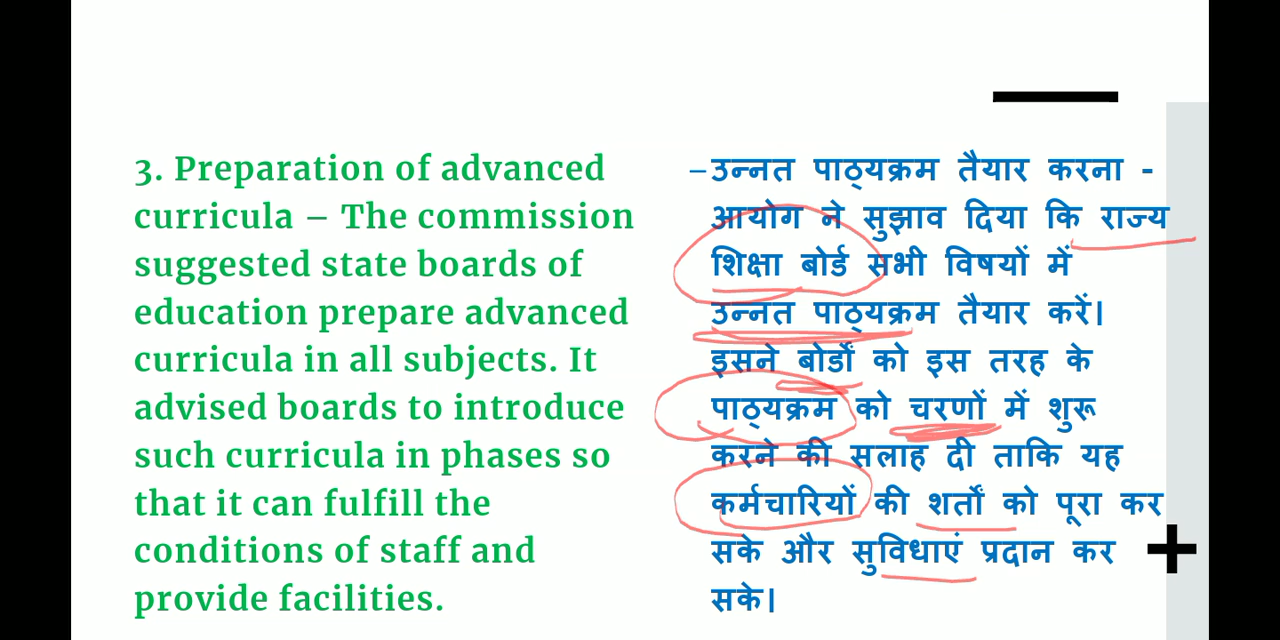 3. Preparation of advanced
curricula – The commission
suggested state boards of
education prepare advanced
curricula in all subjects. It
advised boards to introduce
such curricula in phases so
that it can fulfill the
conditions of staff and
provide facilities.
–उन्नत पाठ्यक्रम तैयार करना -
आयोग ने सुझाव दिया कि राज्य
शिक्षा बोर्ड सभी विषयों में
उन्नत पाठ्यक्रम तैयार करें।
इसने बोर्डों को इस तरह के
पाठ्यक्रम को चरणों में शुरू
करने की सलाह दी ताकि यह
कर्मचारियों की शर्तों को पूरा कर
सके और सुविधाएं प्रदान कर
सके।